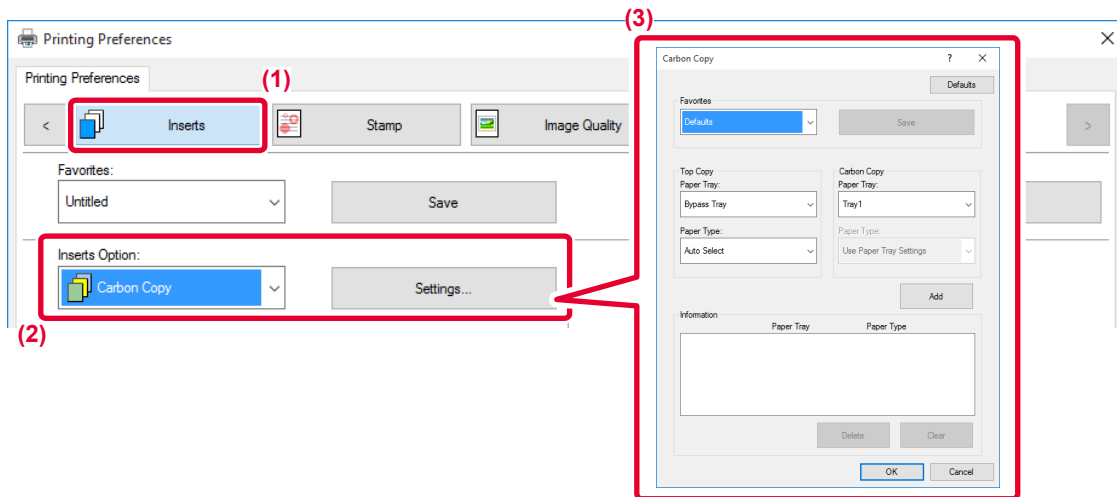 (3)
Printing Preferences
Printing Preferences
(1)
< Inserts Stamp Image Quality >
Favorites:
Untitled Save
Inserts Option:
Carbon Copy Settings...
(2)
Carbon Copy ?
Defaults
Favorites
Defaults Save
Top Copy Carbon Copy
Paper Tray: Paper Tray:
Bypass Tray Tray1
Paper Type: Paper Type:
Auto Select Use Paper Tray Settings
Add
Information
Paper Tray Paper Type
Delete Clear
OK Cancel